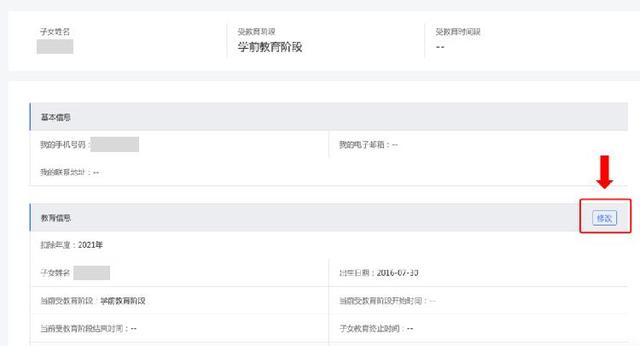 子女姓名 受教育阶段 受教育时间段
学前教育阶段 --
基本信息
我的手机号码： 我的电子邮箱：--
我的联系地址：--
教育信息 修改
扣除年度：2021年
子女姓名 出生日期：2016-07-30
当前受教育阶段：学前教育阶段 当前受教育阶段开始时间：--
当前受教育阶段结束时间：-- 子女教育终止时间：--